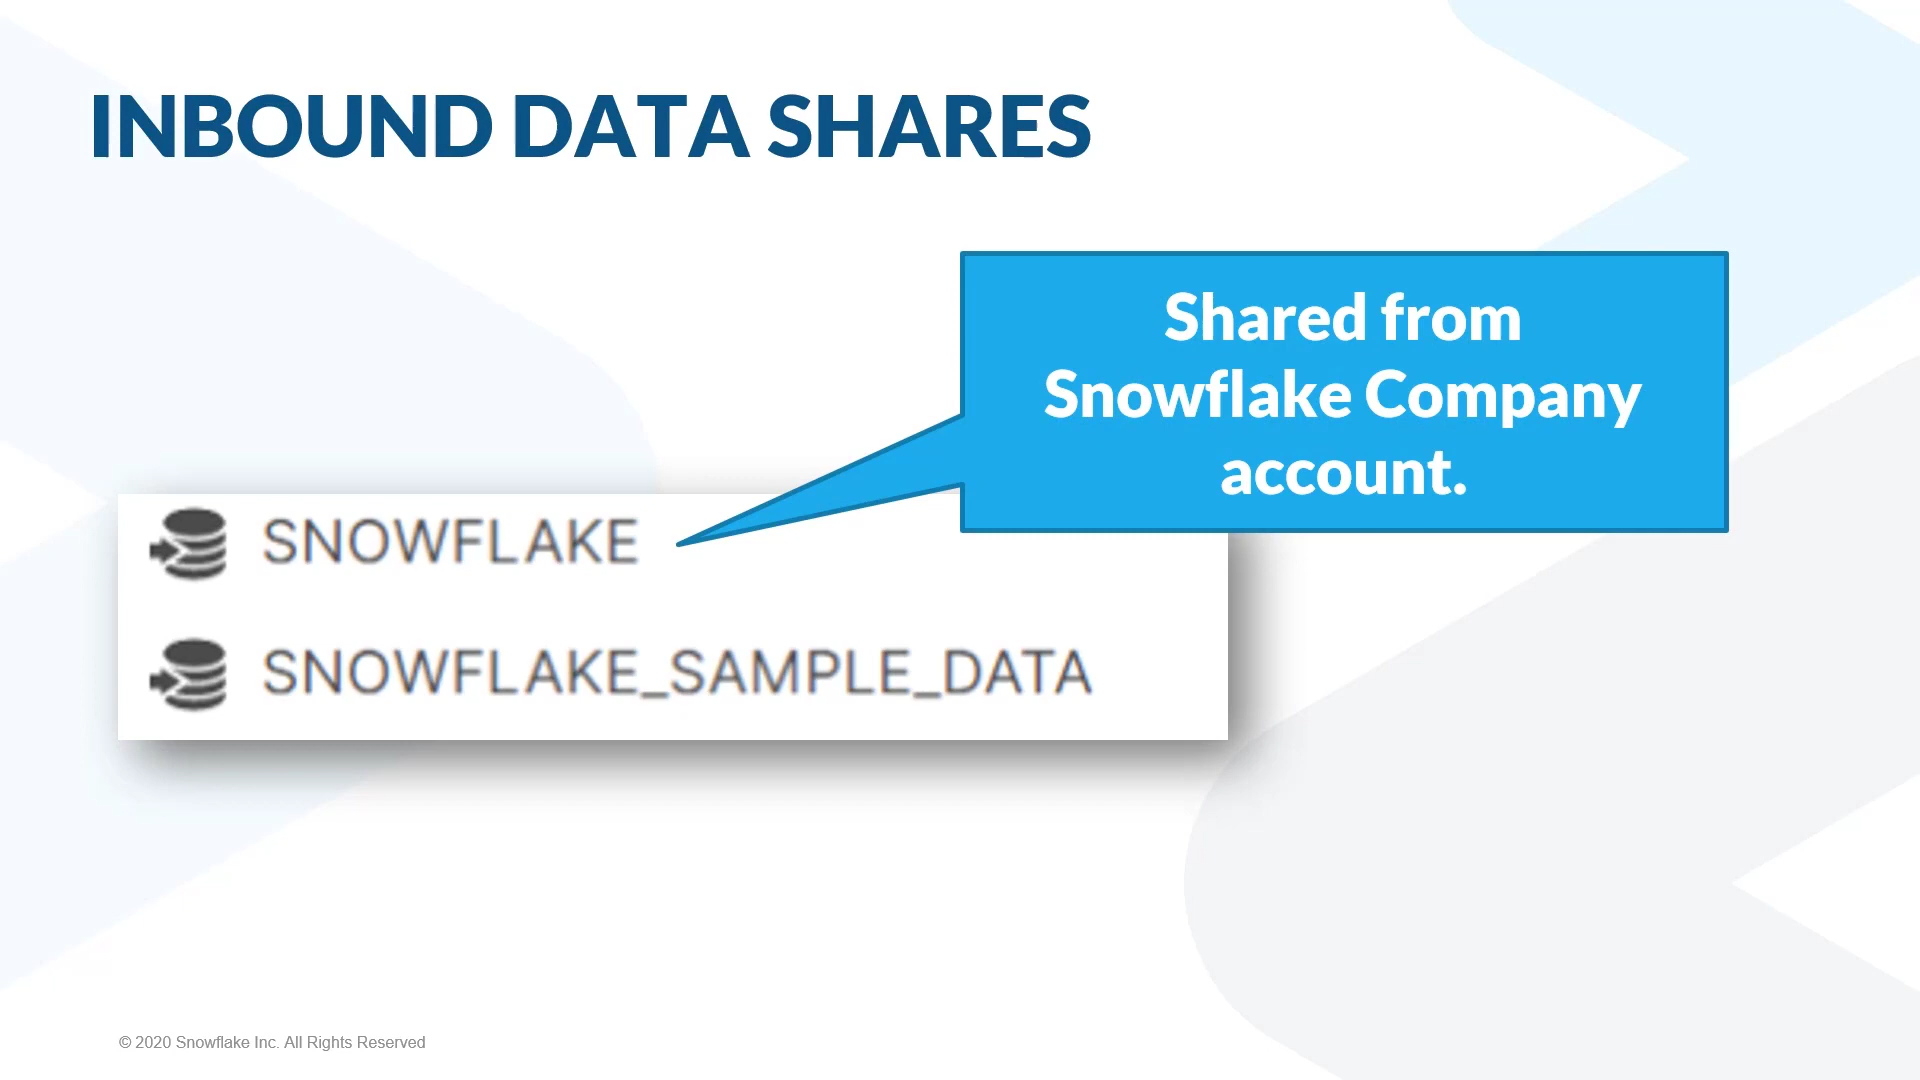 INBOUND DATA SHARES
Shared from
Snowflake Company
account.
SNOWFLAKE
SNOWFLAKE_SAMPLE_DATA
© 2020 Snowflake Inc. All Rights Reserved